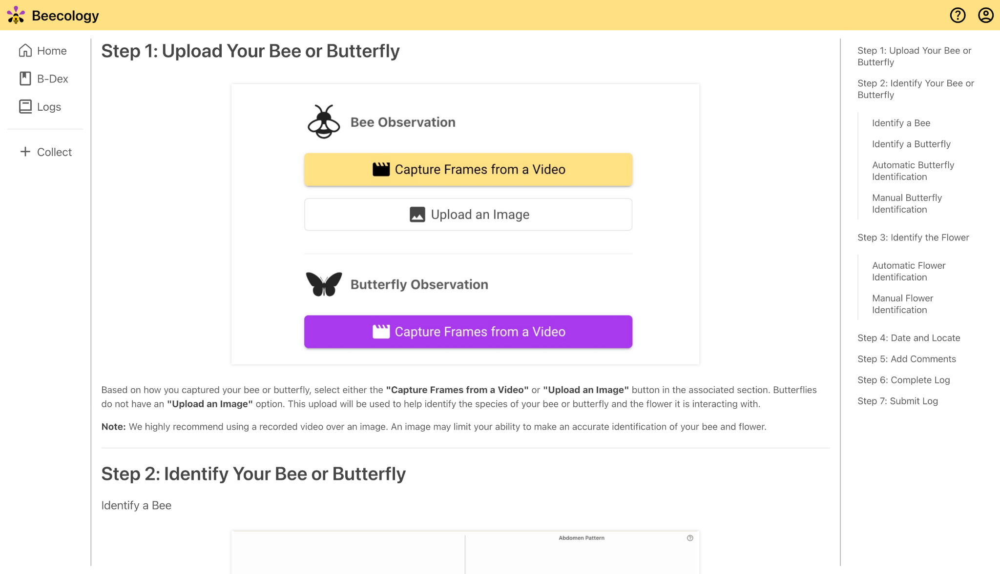 Beecology
Home
B-Dex
Logs
Collect
Step 1: Upload Your Bee or Butterfly
Bee Observation
Capture Frames from a Video
Upload an Image
Butterfly Observation
Capture Frames from a Video
Based on how you captured your bee or butterfly, select either the "Capture Frames from a Video" or "Upload an Image" button in the associated section. Butterflies
do not have an "Upload an Image" option. This upload will be used to help identify the species of your bee or butterfly and the flower it is interacting with.
Note: We highly recommend using a recorded video over an image. An image may limit your ability to make an accurate identification of your bee and flower.
Step 2: Identify Your Bee or Butterfly
Identify a Bee
Abdomen Pattern
Step 1: Upload Your Bee or
Butterfly
Step 2: Identify Your Bee or
Butterfly
Identify a Bee
Identify a Butterfly
Automatic Butterfly
Identification
Manual Butterfly
Identification
Step 3: Identify the Flower
Automatic Flower
Identification
Manual Flower
Identification
Step 4: Date and Locate
Step 5: Add Comments
Step 6: Complete Log
Step 7: Submit Log